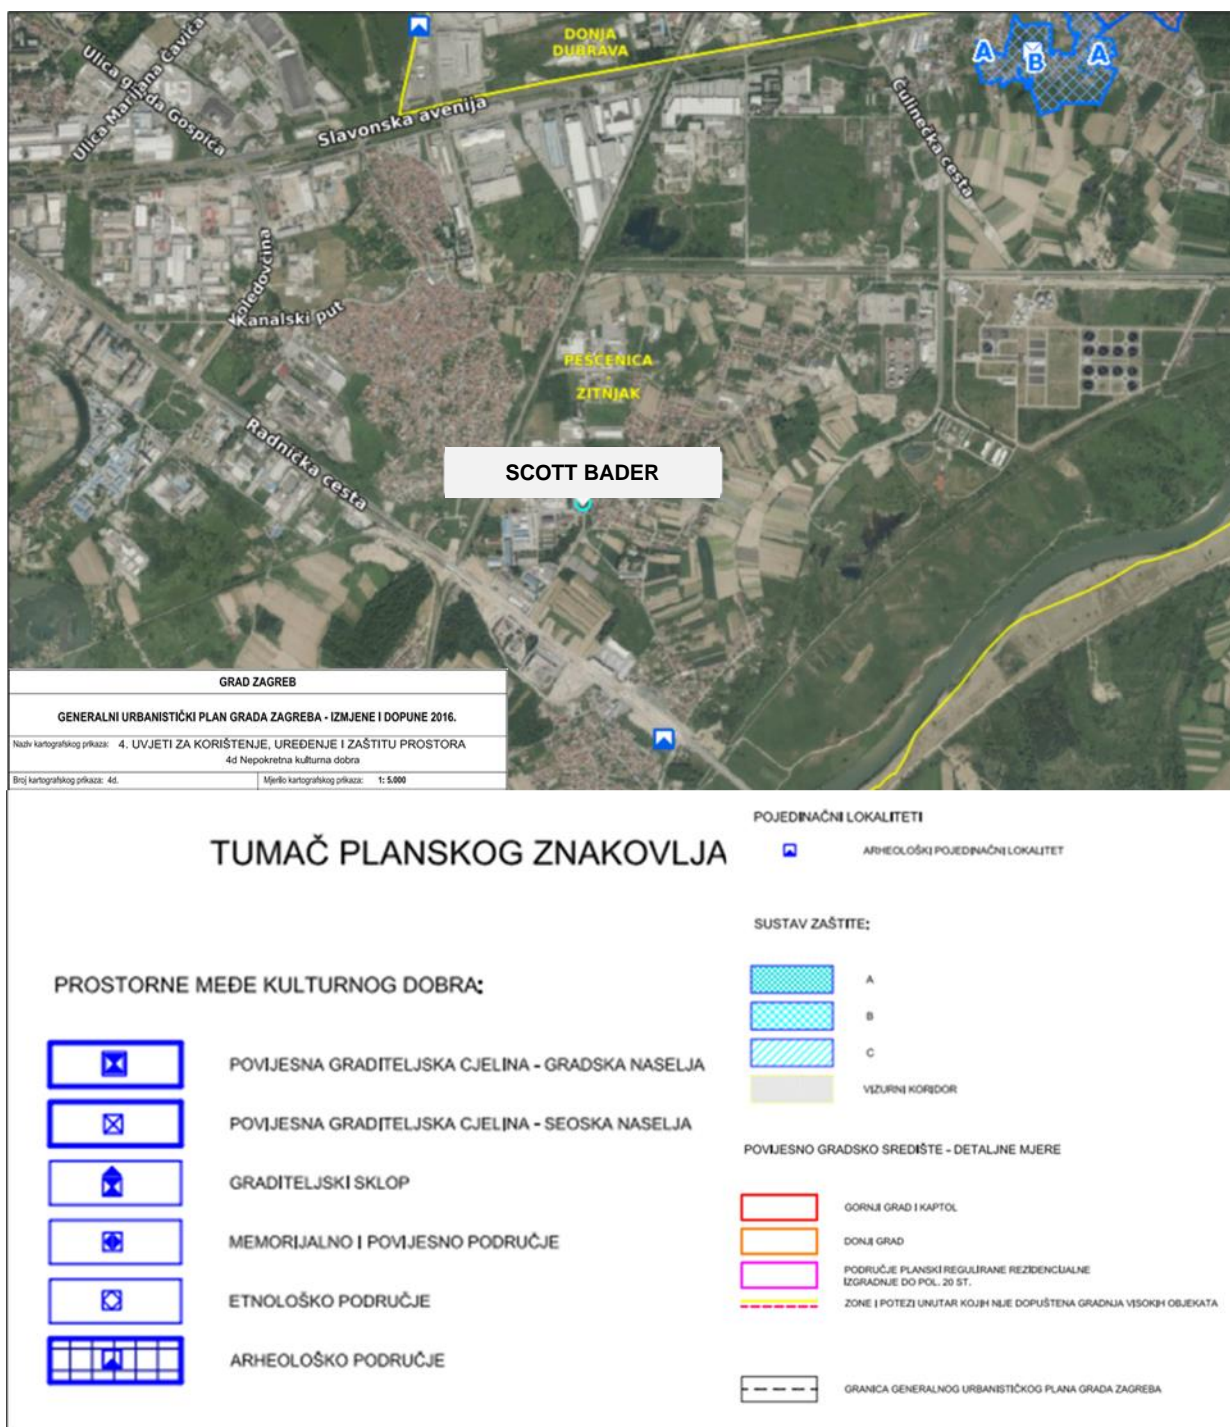 DONJA
DUBRAVA
A
B
A
Ulica Marijana Čavića
Ulica grada Gospića
Slavonska avenija
Čulinečka cesta
Kanalski put
PEŠČENICA
ŽITNJAK
Radnička cesta
SCOTT BADER
GRAD ZAGREB
GENERALNI URBANISTIČKI PLAN GRADA ZAGREBA - IZMJENE I DOPUNE 2016.
Naziv kartografskog prikaza: 4. UVJETI ZA KORIŠTENJE, UREĐENJE I ZAŠTITU PROSTORA
4d Nepokretna kulturna dobra
Broj kartografskog prikaza: 4d. Mjerilo kartografskog prikaza: 1: 5.000
TUMAČ PLANSKOG ZNAKOVLJA
PROSTORNE MEĐE KULTURNOG DOBRA:
POVIJESNA GRADITELJSKA CJELINA - GRADSKA NASELJA
POVIJESNA GRADITELJSKA CJELINA - SEOSKA NASELJA
GRADITELJSKI SKLOP
MEMORIJALNO I POVIJESNO PODRUČJE
ETNOLOŠKO PODRUČJE
ARHEOLOŠKO PODRUČJE
POJEDINAČNI LOKALITETI
ARHEOLOŠKI POJEDINAČNI LOKALITET
SUSTAV ZAŠTITE:
A
B
C
VIZURNI KORIDOR
POVIJESNO GRADSKO SREDIŠTE - DETALJNE MJERE
GORNJI GRAD I KAPTOL
DONJI GRAD
PODRUČJE PLANSKI REGULIRANE REZIDENCIJALNE
IZGRADNJE DO POL. 20 ST.
ZONE I POTEZI UNUTAR KOJIH NIJE DOPUŠTENA GRADNJA VISOKIH OBJEKATA
GRANICA GENERALNOG URBANISTIČKOG PLANA GRADA ZAGREBA